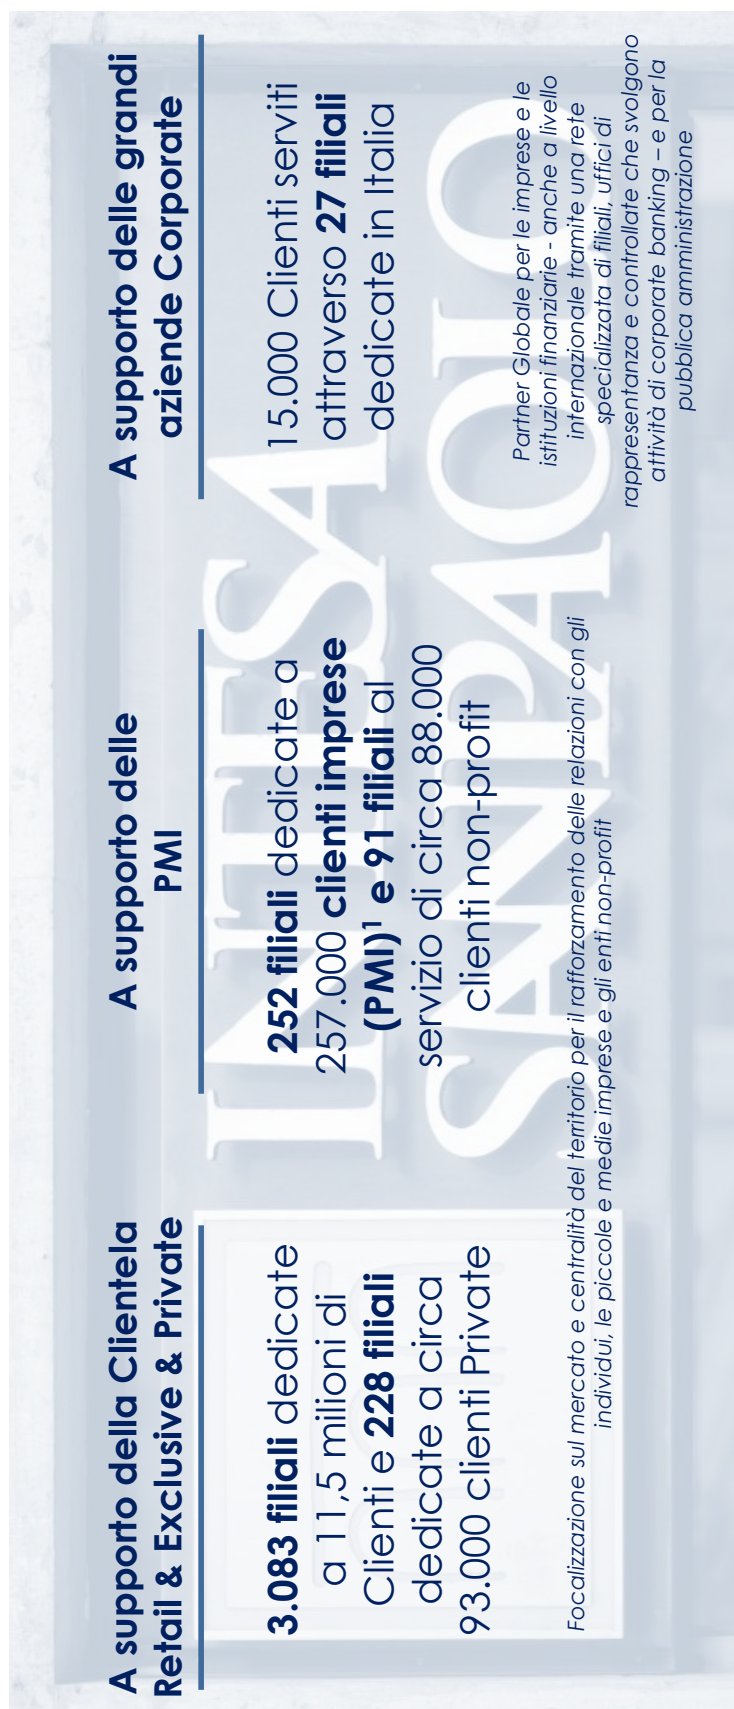 A supporto della Clientela
Retail & Exclusive & Private
3.083 filiali dedicate
a 11,5 milioni di
Clienti e 228 filiali
dedicate a circa
93.000 clienti Private
A supporto delle
PMI
252 filiali dedicate a
257.000 clienti imprese
(PMI)¹ e 91 filiali al
servizio di circa 88.000
clienti non-profit
Focalizzazione sul mercato e centralità del territorio per il rafforzamento delle relazioni con gli
individui, le piccole e medie imprese e gli enti non-profit
A supporto delle grandi
aziende Corporate
15.000 Clienti serviti
attraverso 27 filiali
dedicate in Italia
Partner Globale per le imprese e le
istituzioni finanziarie - anche a livello
internazionale tramite una rete
specializzata di filiali, uffici di
rappresentanza e controllate che svolgono
attività di corporate banking – e per la
pubblica amministrazione
INTESA
SANPAOLO